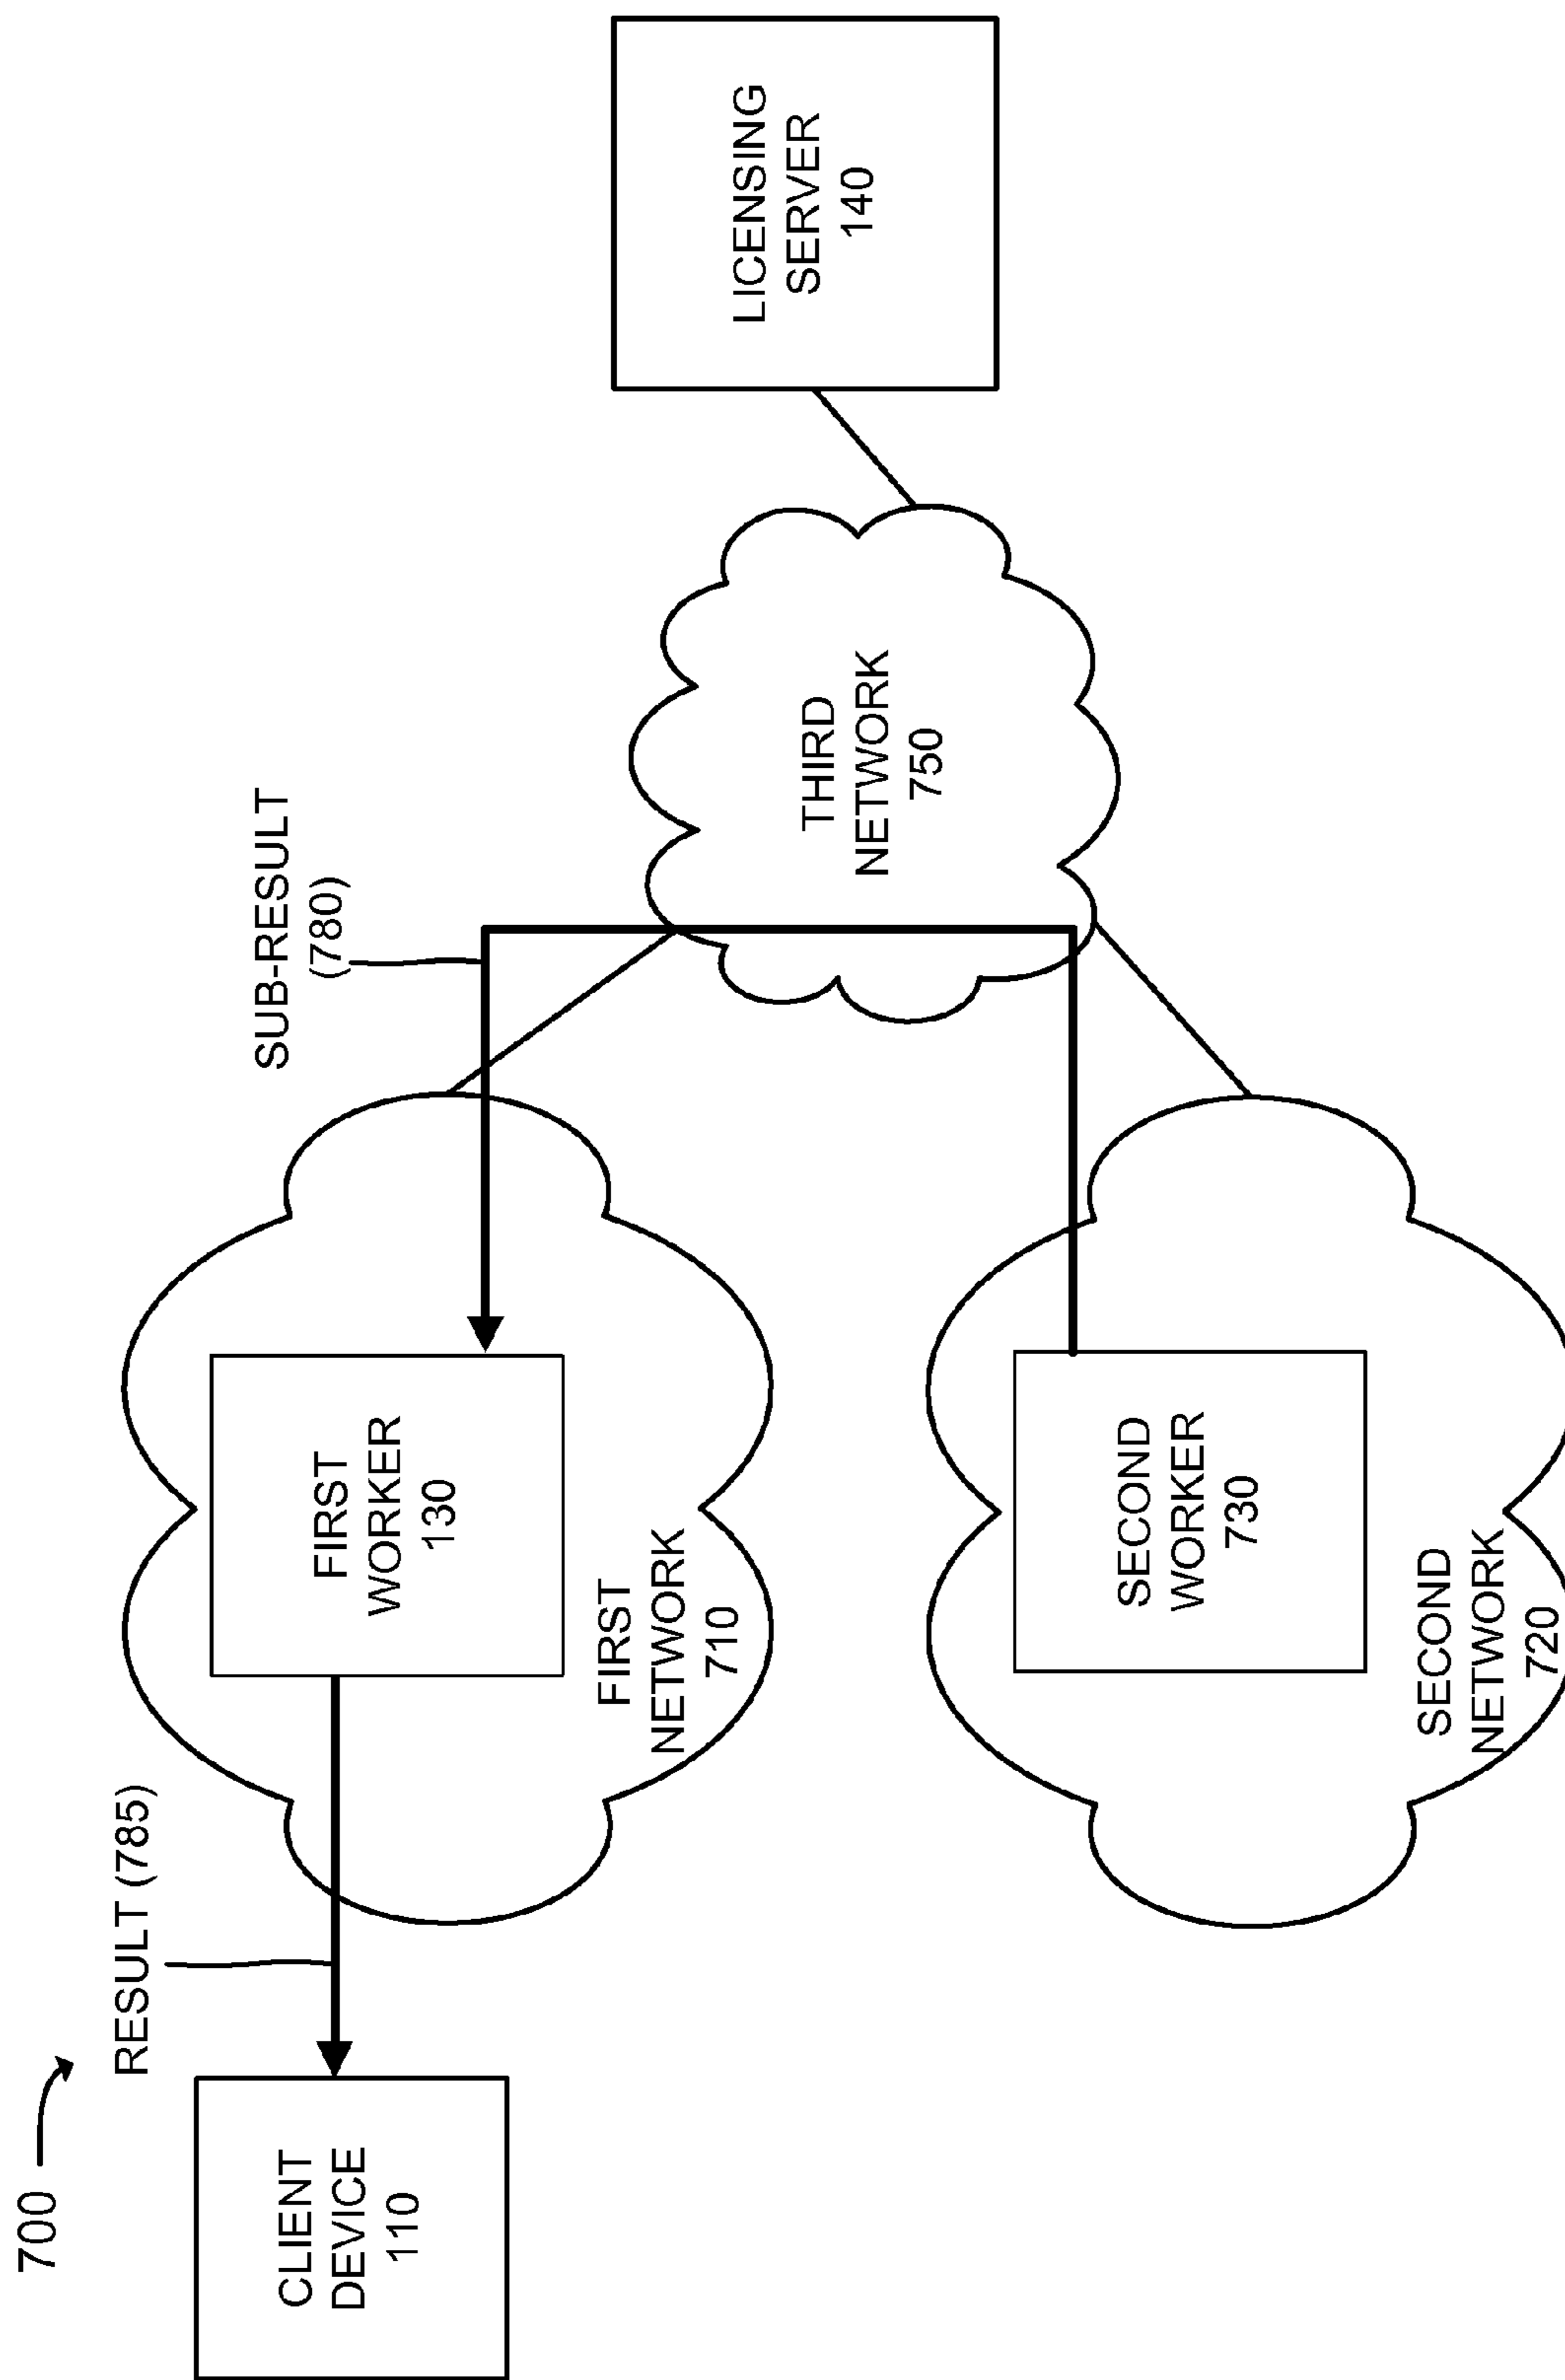 700
RESULT (785)
SUB-RESULT
(780)
CLIENT
DEVICE
110
FIRST
WORKER
130
FIRST
NETWORK
710
THIRD
NETWORK
750
LICENSING
SERVER
140
SECOND
WORKER
730
SECOND
NETWORK
720